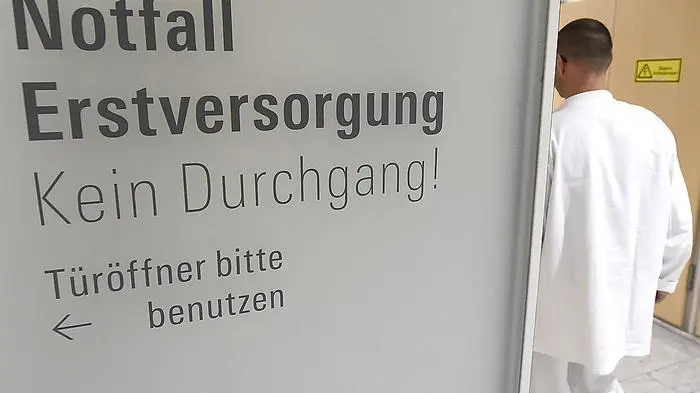 Notfall
Erstversorgung
Kein Durchgang!
Türöffner bitte
← benutzen